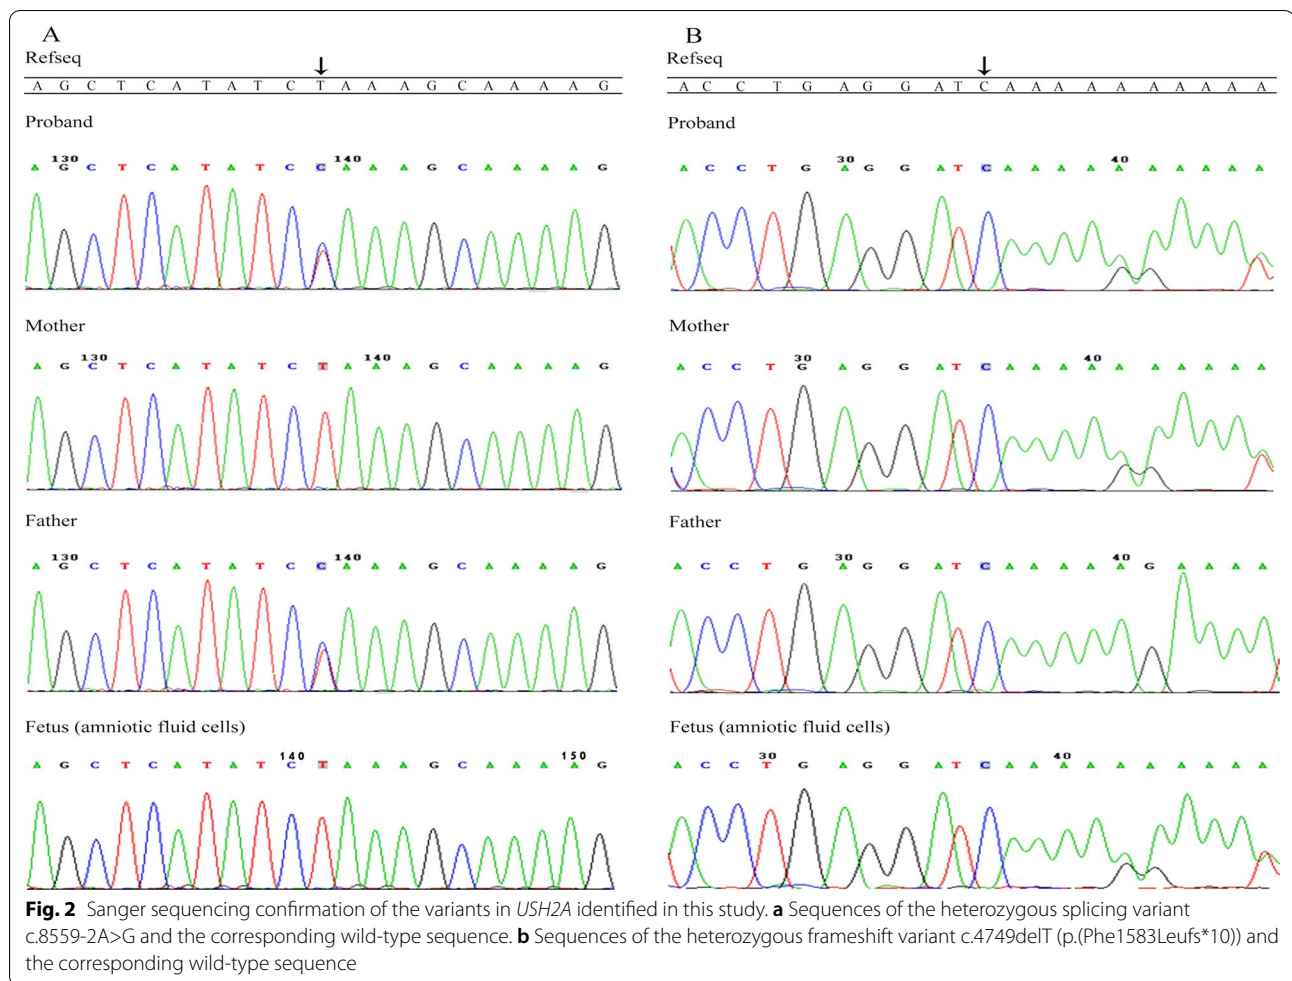 A
Refseq
A G C T C A T A T C T A A A G C A A A A G
Proband
130 140
A G C T C A T A T C C A A A G C A A A A G
Mother
130 140
A G C T C A T A T C T A A A G C A A A A G
Father
130 140
A G C T C A T A T C C A A A G C A A A A G
Fetus (amniotic fluid cells)
140 150
A G C T C A T A T C T A A A G C A A A A G
B
Refseq
A C C T G A G G A T C A A A A A A A A A A
Proband
30 40
A C C T G A G G A T C A A A A A A A A A
Mother
30 40
A C C T G A G G A T C A A A A A A A A A A
Father
30 40
A C C T G A G G A T C A A A A A G A A A A
Fetus (amniotic fluid cells)
30 40
A C C T G A G G A T C A A A A A A A A A A
Fig. 2 Sanger sequencing confirmation of the variants in USH2A identified in this study. a Sequences of the heterozygous splicing variant
c.8559-2A>G and the corresponding wild-type sequence. b Sequences of the heterozygous frameshift variant c.4749delT (p.(Phe1583Leufs*10)) and
the corresponding wild-type sequence